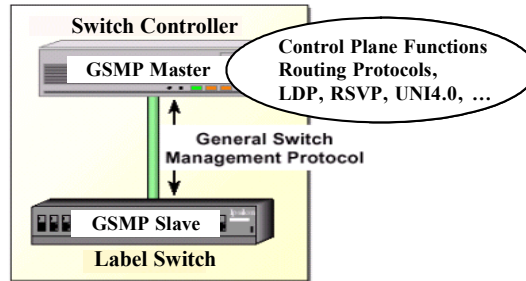 Switch Controller
GSMP Master
Control Plane Functions
Routing Protocols,
LDP, RSVP, UNI4.0, …
General Switch
Management Protocol
GSMP Slave
Label Switch